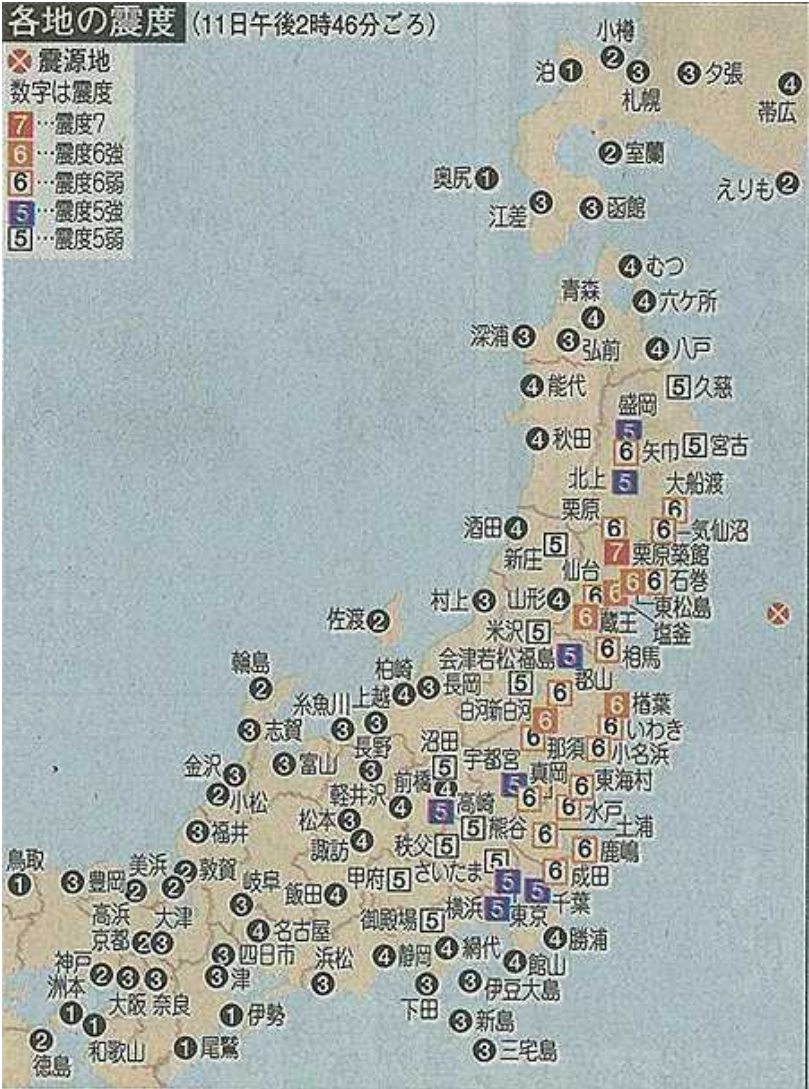 各地の震度 (11日午後2時46分ごろ)
震源地
数字は震度
7…震度7
6…震度6強
6…震度6弱
5…震度5強
5…震度5弱
小樽 2
泊 1
3 札幌
3 夕張
4 帯広
2 室蘭
奥尻 1
えりも 2
江差 3
3 函館
4 むつ
青森 4
4 六ケ所
深浦 3
3 弘前
4 八戸
4 能代
5 久慈
盛岡 5
4 秋田
6 矢巾
5 宮古
北上 5
大船渡 6
栗原 6
6 気仙沼
酒田 4
新庄 5
7 栗原築館
仙台 6
6 6 石巻
東松島
村上 3
山形 4
6
塩釜
佐渡 2
6 蔵王
米沢 5
会津若松 福島 5
6 相馬
輪島 2
柏崎 4
3 長岡
5
郡山 6
糸魚川 3
上越 3
白河 新白河 6
6 楢葉
3 志賀
6 いわき
長野 3
沼田 5
宇都宮 5
6 那須
6 小名浜
金沢 3
3 富山
前橋 4
真岡 6
6 東海村
2 小松
軽井沢 4
5 高崎
6 水戸
松本 3
3 福井
5 熊谷
6 土浦
諏訪 4
秩父 5
6 鹿嶋
鳥取 1
3 豊岡
美浜 2
2 敦賀
甲府 5
さいたま 5
6 成田
高浜 2
大津
岐阜 3
飯田 4
横浜 5
5 東京
5 千葉
御殿場 5
京都 2 3
4 名古屋
4 勝浦
3 四日市
浜松 3
4 静岡
4 網代
4 館山
神戸 2
3 大阪
3 奈良
3 津
下田 3
3 伊豆大島
洲本 1
1 和歌山
1 伊勢
3 新島
2 徳島
1 尾鷲
3 三宅島